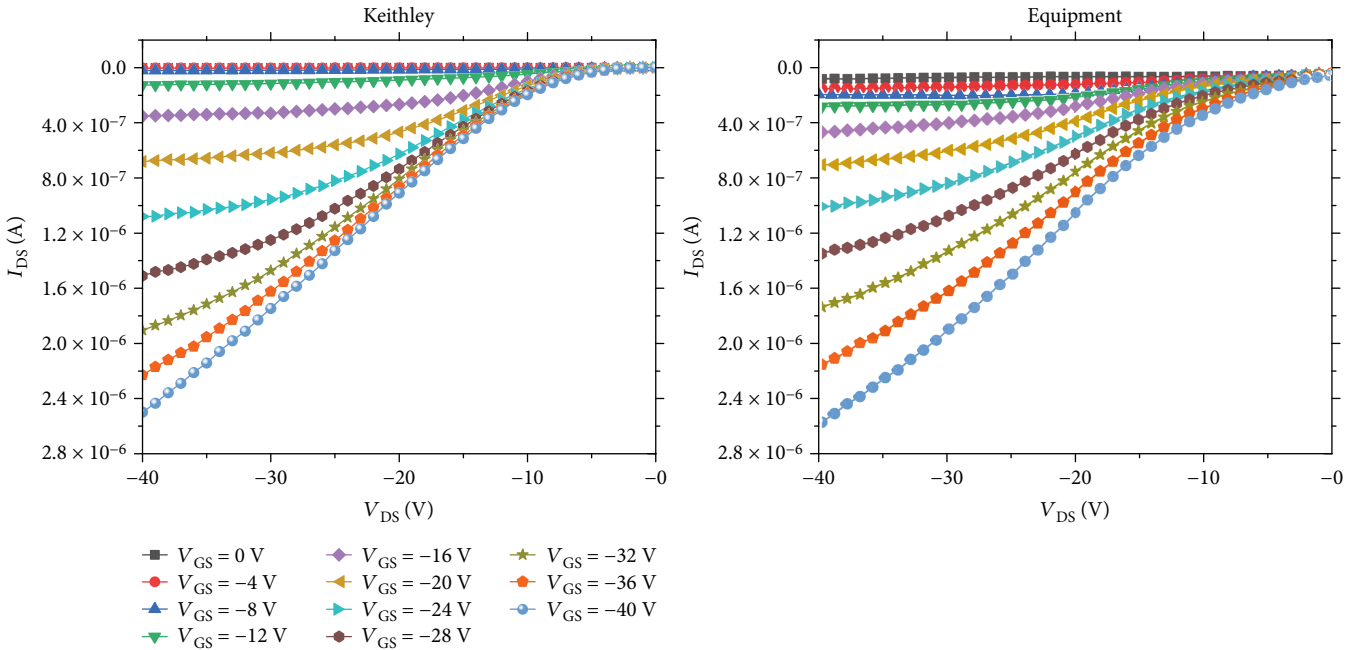 Keithley
0.0
4.0 × 10⁻⁷
8.0 × 10⁻⁷
1.2 × 10⁻⁶
1.6 × 10⁻⁶
2.0 × 10⁻⁶
2.4 × 10⁻⁶
2.8 × 10⁻⁶
I_DS (A)
−40 −30 −20 −10 −0
V_DS (V)
Equipment
0.0
4.0 × 10⁻⁷
8.0 × 10⁻⁷
1.2 × 10⁻⁶
1.6 × 10⁻⁶
2.0 × 10⁻⁶
2.4 × 10⁻⁶
2.8 × 10⁻⁶
I_DS (A)
−40 −30 −20 −10 −0
V_DS (V)
V_GS = 0 V
V_GS = −4 V
V_GS = −8 V
V_GS = −12 V
V_GS = −16 V
V_GS = −20 V
V_GS = −24 V
V_GS = −28 V
V_GS = −32 V
V_GS = −36 V
V_GS = −40 V